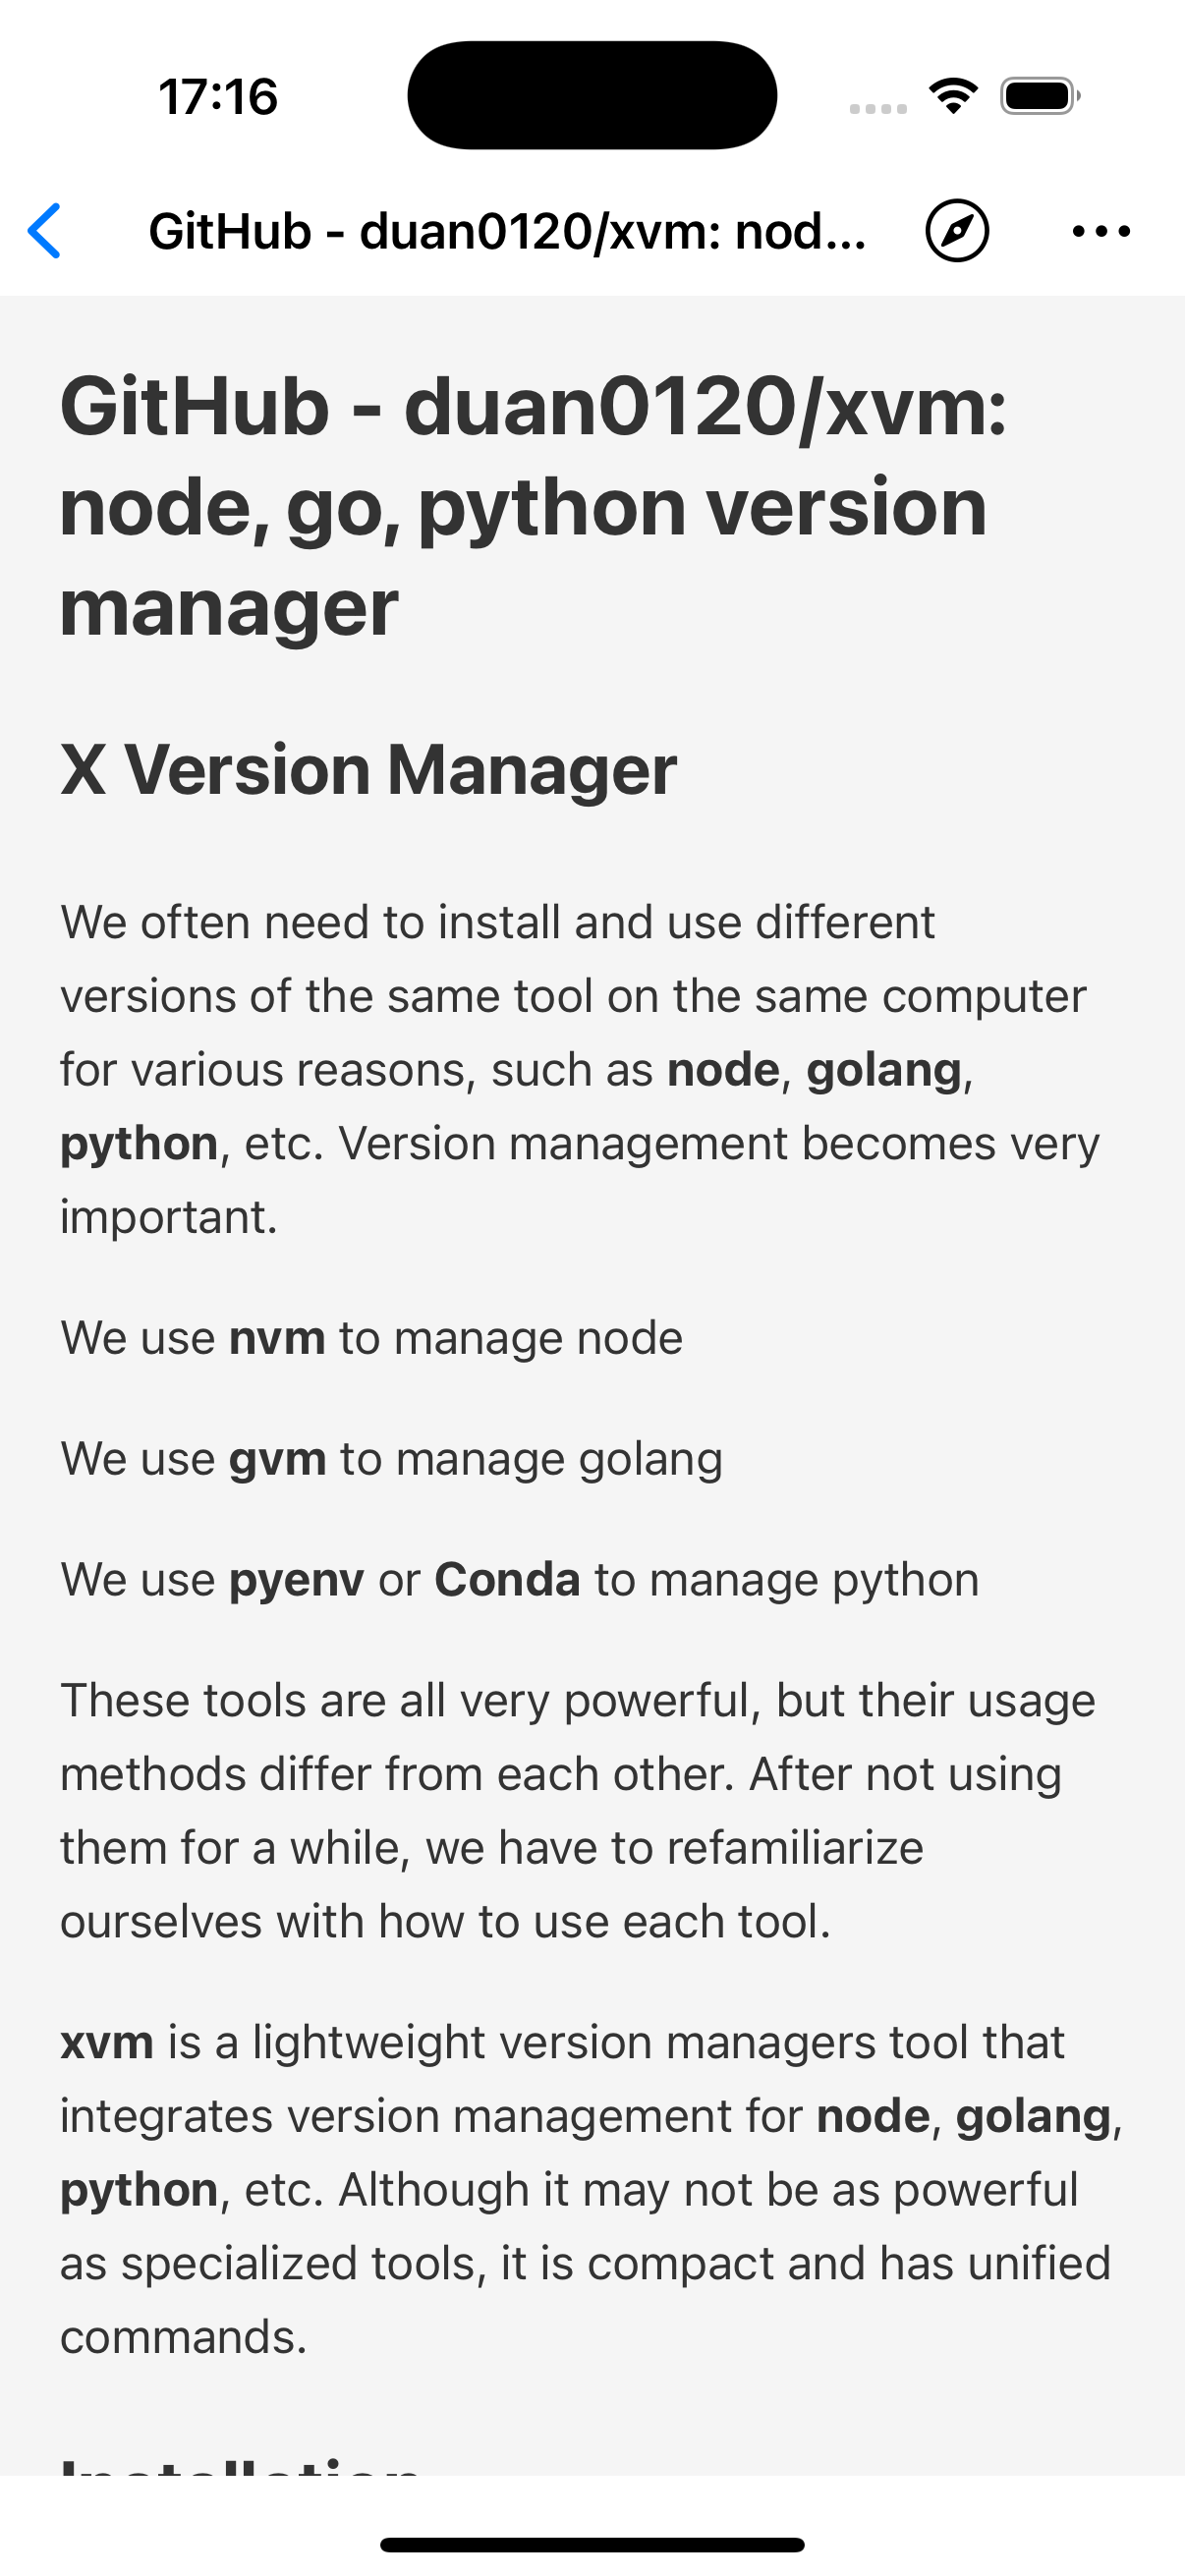 17:16
GitHub - duan0120/xvm: nod...
GitHub - duan0120/xvm:
node, go, python version
manager
X Version Manager
We often need to install and use different
versions of the same tool on the same computer
for various reasons, such as node, golang,
python, etc. Version management becomes very
important.
We use nvm to manage node
We use gvm to manage golang
We use pyenv or Conda to manage python
These tools are all very powerful, but their usage
methods differ from each other. After not using
them for a while, we have to refamiliarize
ourselves with how to use each tool.
xvm is a lightweight version managers tool that
integrates version management for node, golang,
python, etc. Although it may not be as powerful
as specialized tools, it is compact and has unified
commands.
Installation